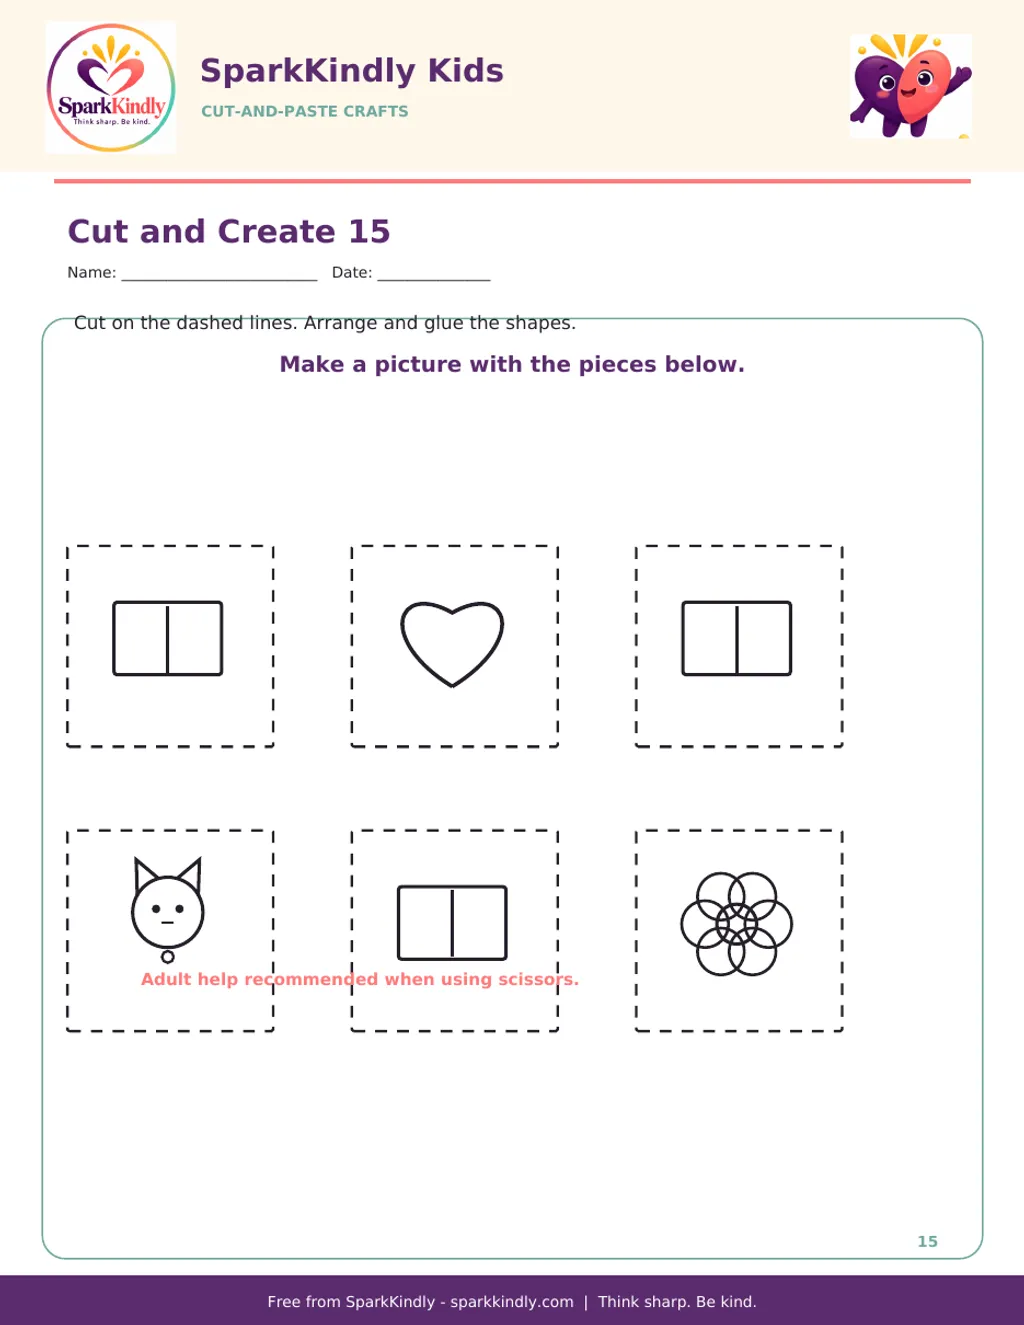 SparkKindly
Think sharp. Be kind.
SparkKindly Kids
CUT-AND-PASTE CRAFTS
Cut and Create 15
Name: ____________________________ Date: ________________
Cut on the dashed lines. Arrange and glue the shapes.
Make a picture with the pieces below.
Adult help recommended when using scissors.
15
Free from SparkKindly - sparkkindly.com | Think sharp. Be kind.